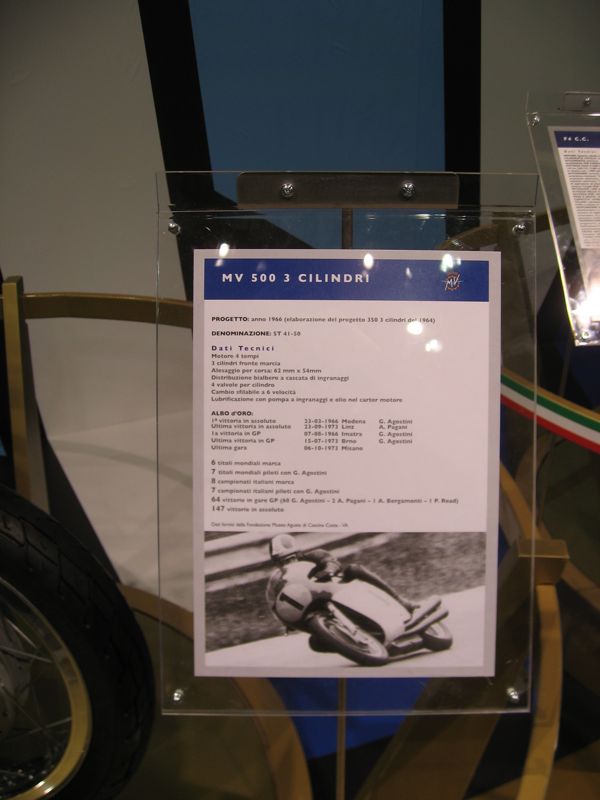 MV 500 3 CILINDRI
MV
PROGETTO: anno 1966 (elaborazione del progetto 350 3 cilindri del 1964)
DENOMINAZIONE: ST 41-50
Dati Tecnici
Motore 4 tempi
3 cilindri fronte marcia
Alesaggio per corsa: 62 mm x 54mm
Distribuzione bialbero a cascata di ingranaggi
4 valvole per cilindro
Cambio sfilabile a 6 velocità
Lubrificazione con pompa a ingranaggi e olio nel carter motore
ALBO d'ORO:
1ª vittoria in assoluto 23-03-1966 Modena G. Agostini
Ultima vittoria in assoluto 23-09-1973 Linz A. Pagani
1a vittoria in GP 07-08-1966 Imatra G. Agostini
Ultima vittoria in GP 15-07-1973 Brno G. Agostini
Ultima gara 06-10-1973 Misano
6 titoli mondiali marca
7 titoli mondiali piloti con G. Agostini
8 campionati italiani marca
7 campionati italiani piloti con G. Agostini
64 vittorie in gare GP (60 G. Agostini - 2 A. Pagani - 1 A. Bergamonti - 1 P. Read)
147 vittorie in assoluto
Dati forniti dalla Fondazione Museo Agusta di Cascina Costa - VA
1
F4 C.C.
Dati Tecnici